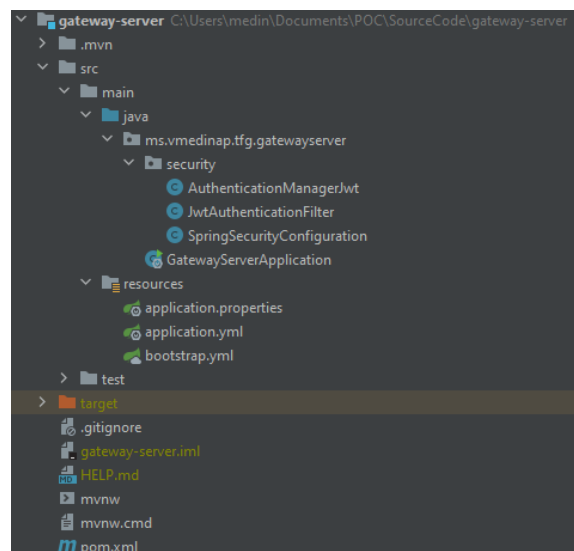 gateway-server C:\Users\medin\Documents\POC\SourceCode\gateway-server
.mvn
src
main
java
ms.vmedinap.tfg.gatewayserver
security
AuthenticationManagerJwt
JwtAuthenticationFilter
SpringSecurityConfiguration
GatewayServerApplication
resources
application.properties
application.yml
bootstrap.yml
test
target
.gitignore
gateway-server.iml
HELP.md
mvnw
mvnw.cmd
pom.xml